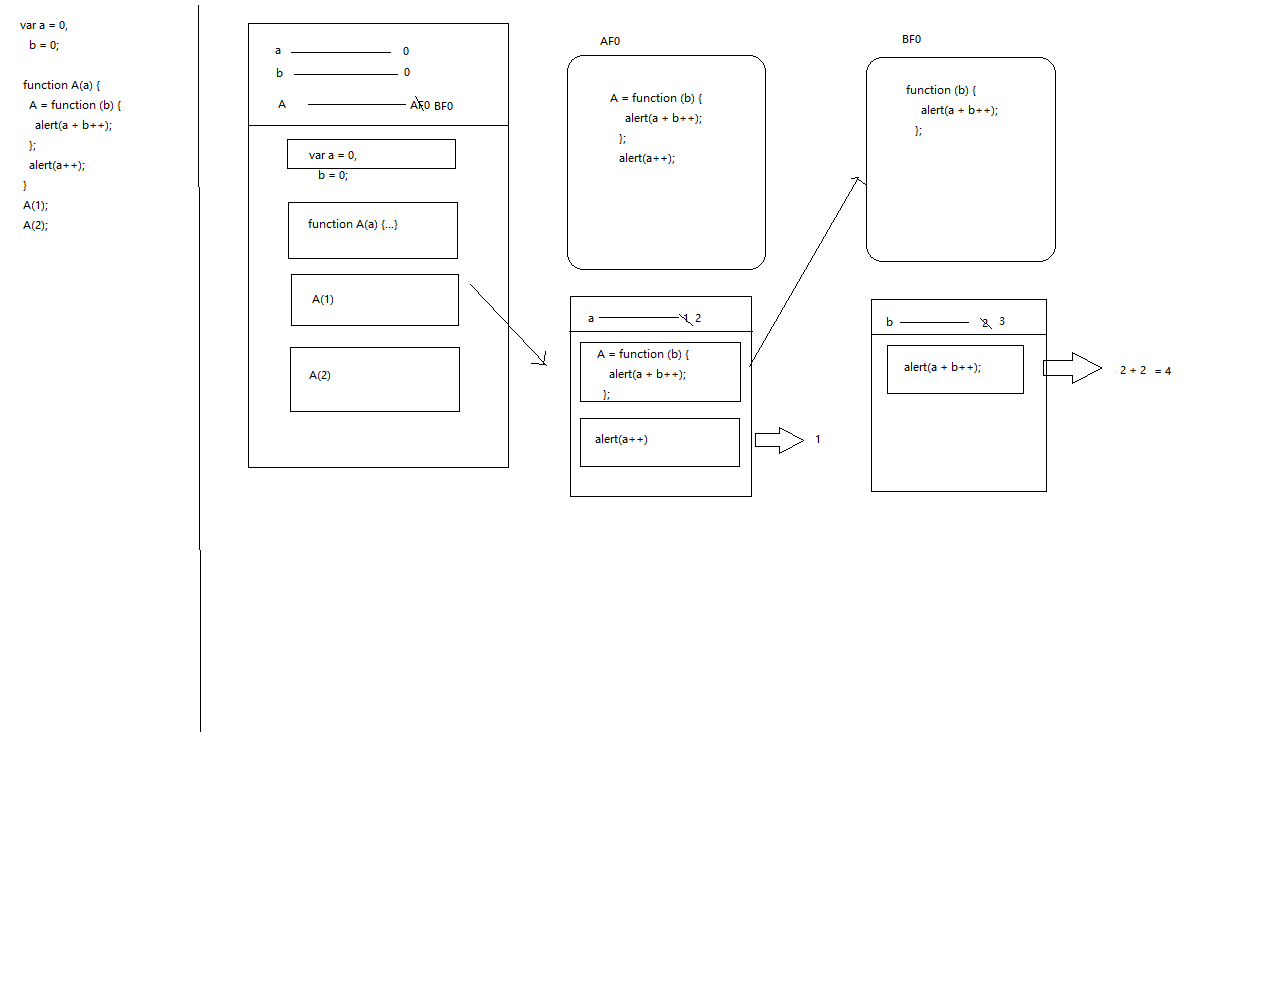 var a = 0,
b = 0;
function A(a) {
A = function (b) {
alert(a + b++);
};
alert(a++);
}
A(1);
A(2);
a 0
b 0
A AF0 BF0
var a = 0,
b = 0;
function A(a) {...}
A(1)
A(2)
AF0
A = function (b) {
alert(a + b++);
};
alert(a++);
a 1 2
A = function (b) {
alert(a + b++);
};
alert(a++)
1
BF0
function (b) {
alert(a + b++);
};
b 2 3
alert(a + b++);
2 + 2 = 4